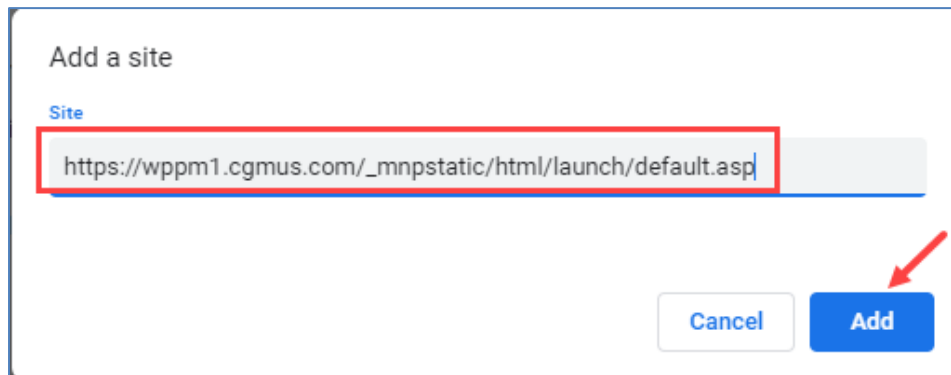 Add a site
Site
https://wppm1.cgmus.com/_mnpstatic/html/launch/default.asp
Cancel Add